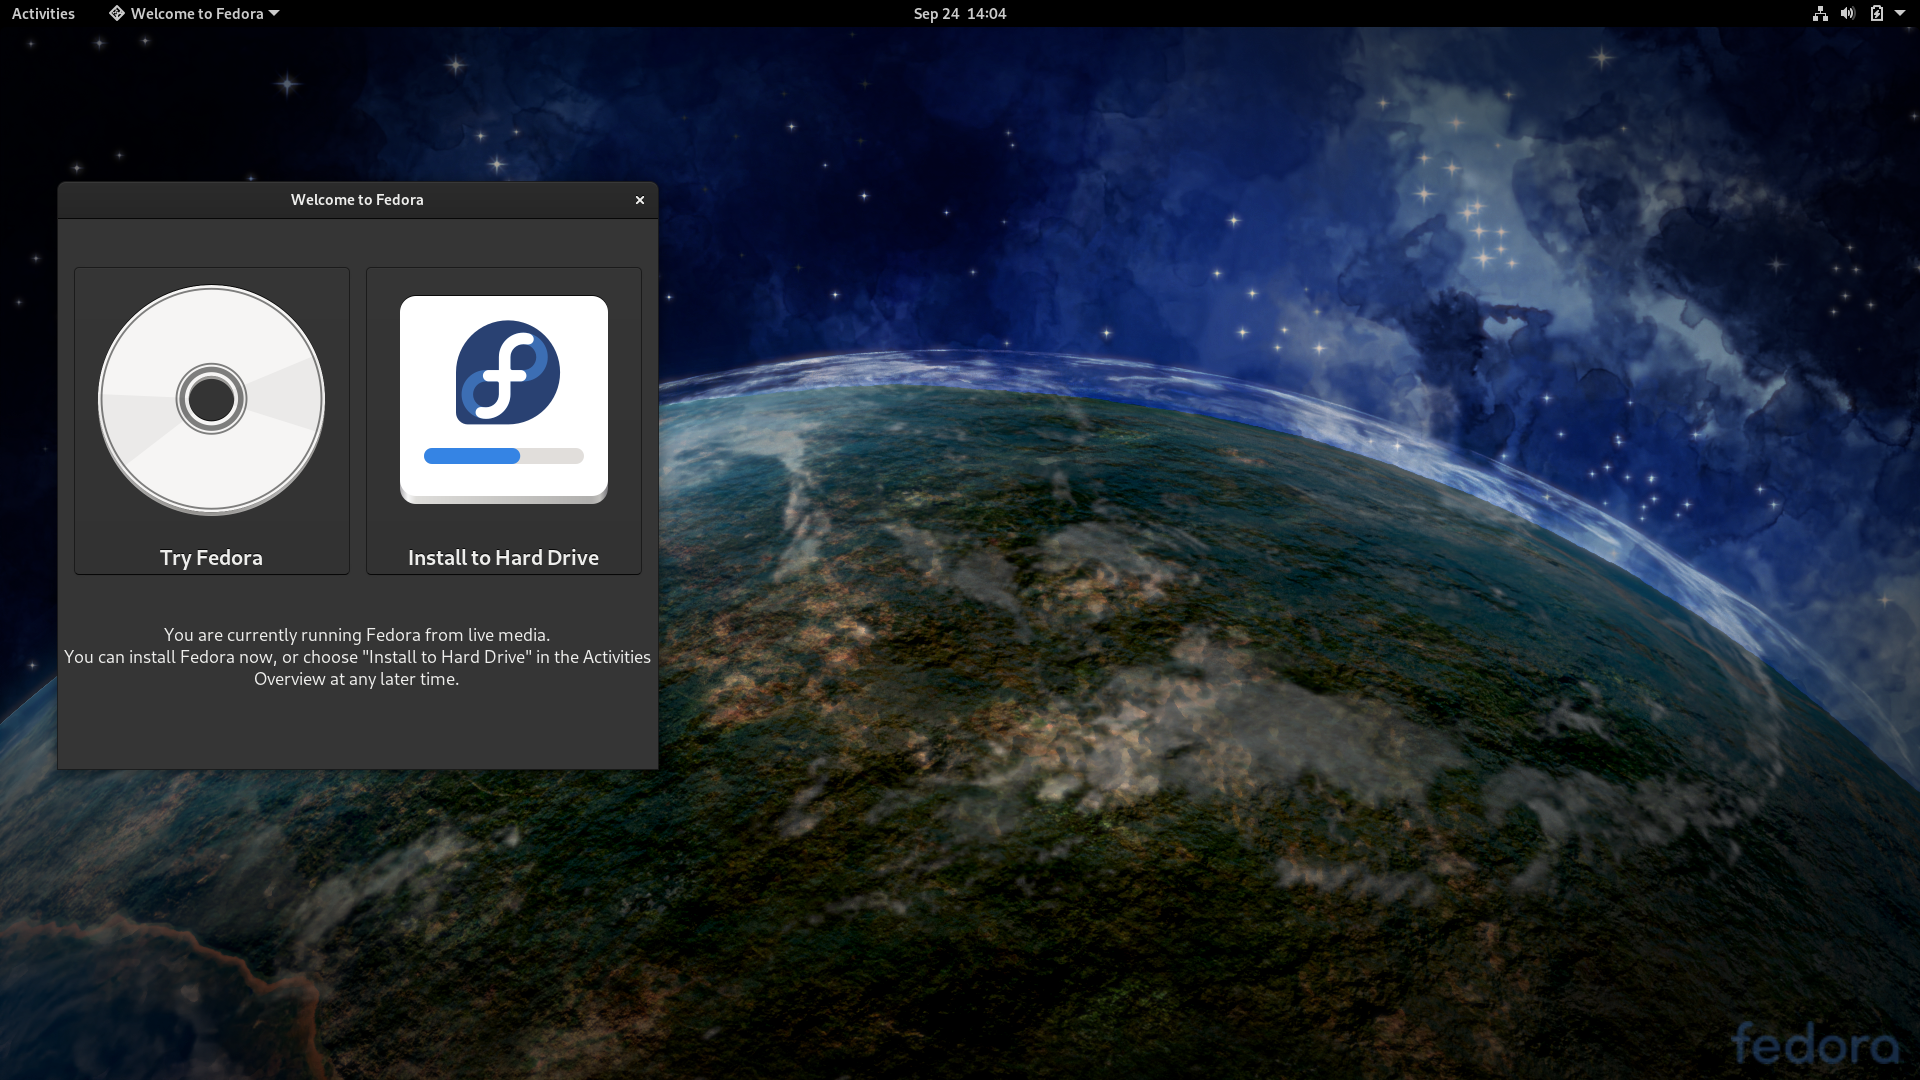 Activities
Welcome to Fedora
Sep 24 14:04
Welcome to Fedora
Try Fedora
Install to Hard Drive
You are currently running Fedora from live media.
You can install Fedora now, or choose "Install to Hard Drive" in the Activities
Overview at any later time.
fedora